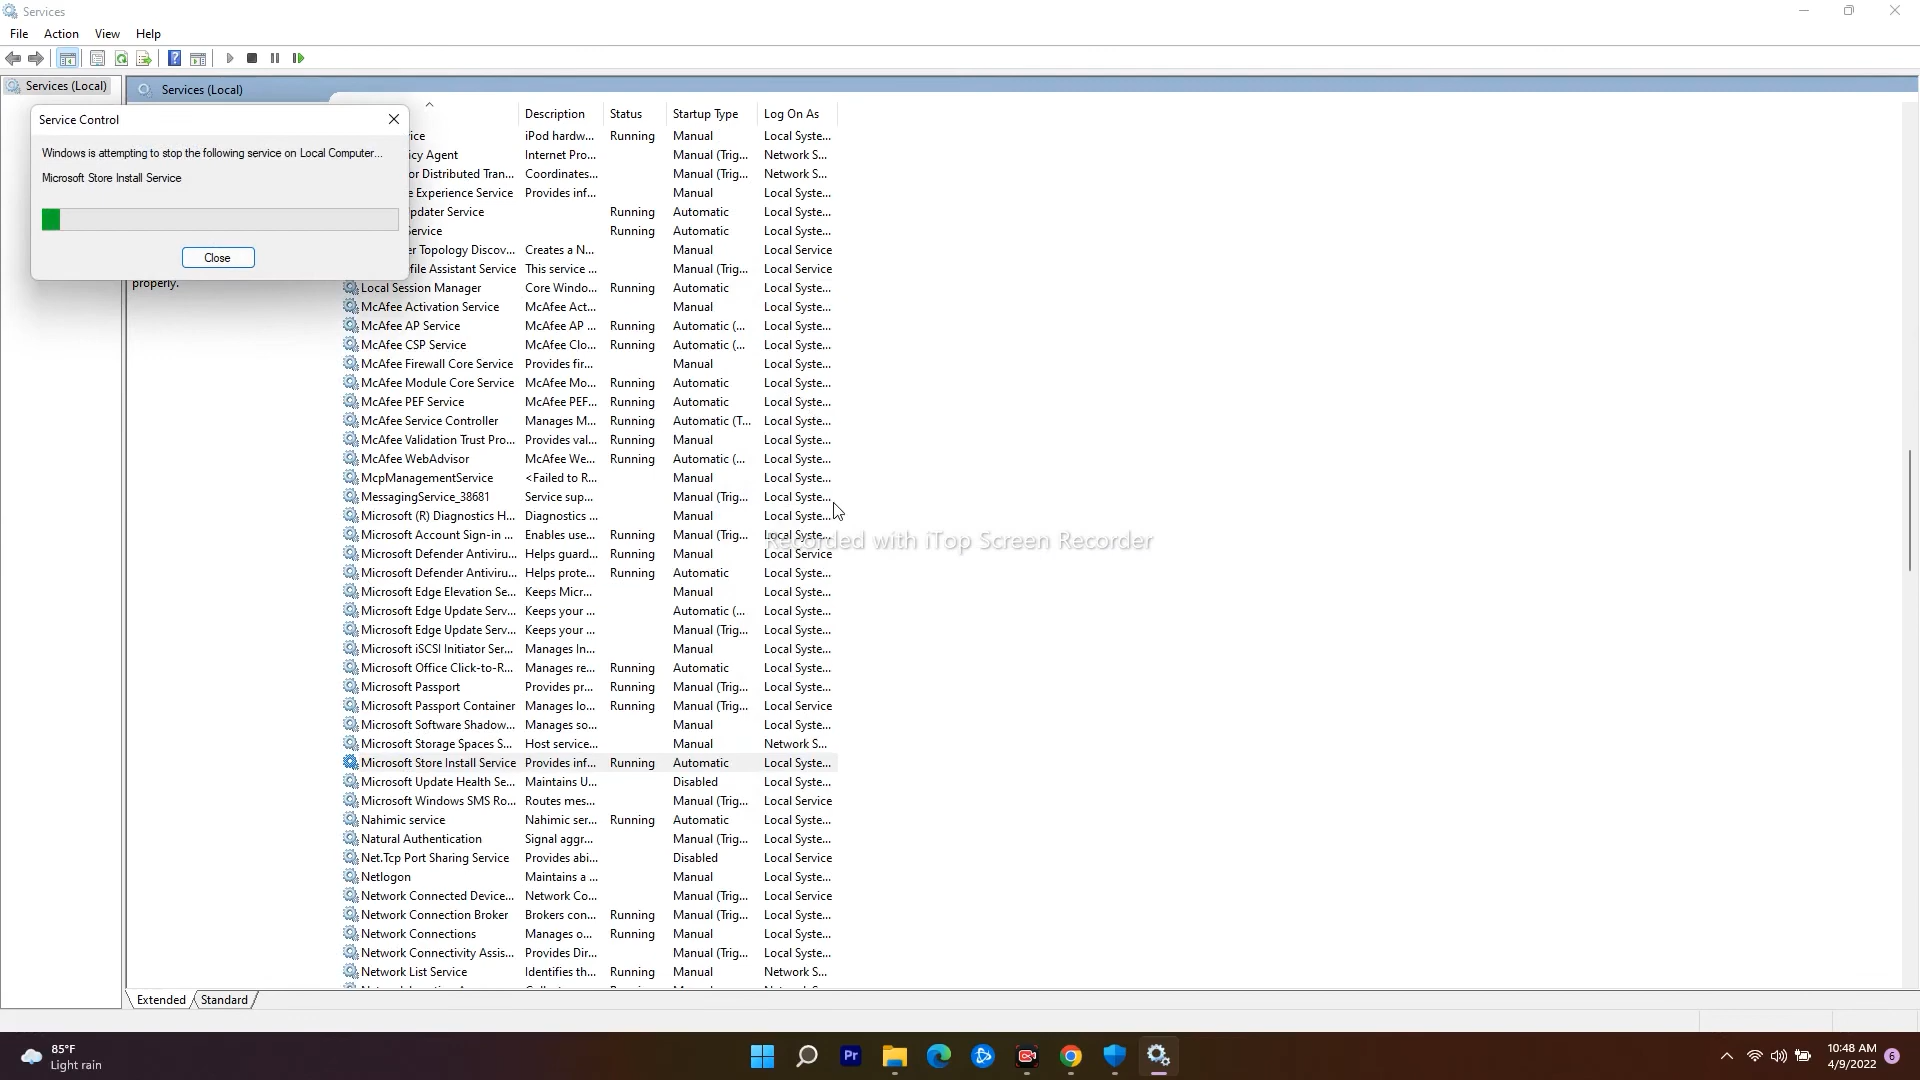 Services
File Action View Help
Services (Local)
Services (Local)
Service Control
Windows is attempting to stop the following service on Local Computer...
Microsoft Store Install Service
Close
properly.
Description Status Startup Type Log On As
iPod hardw... Running Manual Local Syste...
icy Agent Internet Pro... Manual (Trig... Network S...
or Distributed Tran... Coordinates... Manual (Trig... Network S...
e Experience Service Provides inf... Manual Local Syste...
pdater Service Running Automatic Local Syste...
ervice Running Automatic Local Syste...
er Topology Discov... Creates a N... Manual Local Service
file Assistant Service This service ... Manual (Trig... Local Service
Local Session Manager Core Windo... Running Automatic Local Syste...
McAfee Activation Service McAfee Act... Manual Local Syste...
McAfee AP Service McAfee AP ... Running Automatic (... Local Syste...
McAfee CSP Service McAfee Clo... Running Automatic (... Local Syste...
McAfee Firewall Core Service Provides fir... Manual Local Syste...
McAfee Module Core Service McAfee Mo... Running Automatic Local Syste...
McAfee PEF Service McAfee PEF... Running Automatic Local Syste...
McAfee Service Controller Manages M... Running Automatic (T... Local Syste...
McAfee Validation Trust Pro... Provides val... Running Manual Local Syste...
McAfee WebAdvisor McAfee We... Running Automatic (... Local Syste...
McpManagementService <Failed to R... Manual Local Syste...
MessagingService_38681 Service sup... Manual (Trig... Local Syste...
Microsoft (R) Diagnostics H... Diagnostics ... Manual Local Syste...
Microsoft Account Sign-in ... Enables use... Running Manual (Trig... Local Syste...
Recorded with iTop Screen Recorder
Microsoft Defender Antiviru... Helps guard... Running Manual Local Service
Microsoft Defender Antiviru... Helps prote... Running Automatic Local Syste...
Microsoft Edge Elevation Se... Keeps Micr... Manual Local Syste...
Microsoft Edge Update Serv... Keeps your ... Automatic (... Local Syste...
Microsoft Edge Update Serv... Keeps your ... Manual (Trig... Local Syste...
Microsoft iSCSI Initiator Ser... Manages In... Manual Local Syste...
Microsoft Office Click-to-R... Manages re... Running Automatic Local Syste...
Microsoft Passport Provides pr... Running Manual (Trig... Local Syste...
Microsoft Passport Container Manages lo... Running Manual (Trig... Local Service
Microsoft Software Shadow... Manages so... Manual Local Syste...
Microsoft Storage Spaces S... Host service... Manual Network S...
Microsoft Store Install Service Provides inf... Running Automatic Local Syste...
Microsoft Update Health Se... Maintains U... Disabled Local Syste...
Microsoft Windows SMS Ro... Routes mes... Manual (Trig... Local Service
Nahimic service Nahimic ser... Running Automatic Local Syste...
Natural Authentication Signal aggr... Manual (Trig... Local Syste...
Net.Tcp Port Sharing Service Provides abi... Disabled Local Service
Netlogon Maintains a ... Manual Local Syste...
Network Connected Device... Network Co... Manual (Trig... Local Service
Network Connection Broker Brokers con... Running Manual (Trig... Local Syste...
Network Connections Manages o... Running Manual Local Syste...
Network Connectivity Assis... Provides Dir... Manual (Trig... Local Syste...
Network List Service Identifies th... Running Manual Network S...
Extended Standard
85°F
Light rain
Pr
10:48 AM
4/9/2022
6